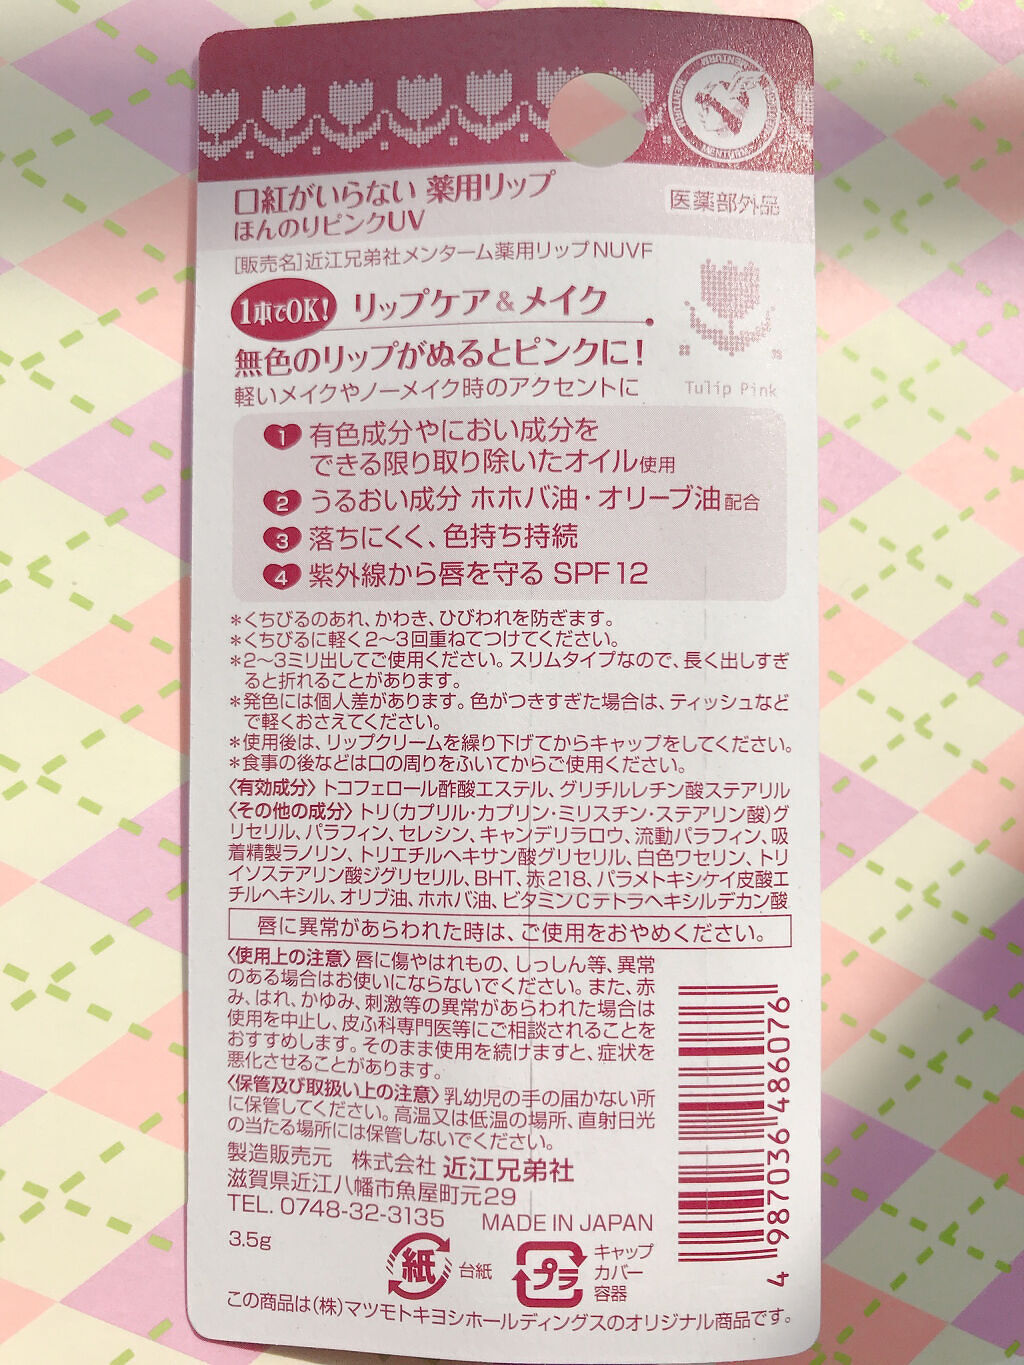 口紅がいらない 薬用リップ
ほんのりピンクUV
医薬部外品
[販売名]近江兄弟社メンターム薬用リップNUVF
1本でOK! リップケア&メイク
無色のリップがぬるとピンクに!
軽いメイクやノーメイク時のアクセントに
Tulip Pink
1 有色成分やにおい成分を
できる限り取り除いたオイル使用
2 うるおい成分 ホホバ油・オリーブ油配合
3 落ちにくく、色持ち持続
4 紫外線から唇を守る SPF12
*くちびるのあれ、かわき、ひびわれを防ぎます。
*くちびるに軽く2〜3回重ねてつけてください。
*2〜3ミリ出してご使用ください。スリムタイプなので、長く出しすぎ
ると折れることがあります。
*発色には個人差があります。色がつきすぎた場合は、ティッシュなど
で軽くおさえてください。
*使用後は、リップクリームを繰り下げてからキャップをしてください。
*食事の後などは口の周りをふいてからご使用ください。
〈有効成分〉トコフェロール酢酸エステル、グリチルレチン酸ステアリル
〈その他の成分〉トリ(カプリル・カプリン・ミリスチン・ステアリン酸)グ
リセリル、パラフィン、セレシン、キャンデリラロウ、流動パラフィン、吸
着精製ラノリン、トリエチルヘキサン酸グリセリル、白色ワセリン、トリ
イソステアリン酸ジグリセリル、BHT、赤218、パラメトキシケイ皮酸エ
チルヘキシル、オリブ油、ホホバ油、ビタミンCテトラヘキシルデカン酸
唇に異常があらわれた時は、ご使用をおやめください。
〈使用上の注意〉唇に傷やはれもの、しっしん等、異常
のある場合はお使いにならないでください。また、赤
み、はれ、かゆみ、刺激等の異常があらわれた場合は
使用を中止し、皮ふ科専門医等にご相談されることを
おすすめします。そのまま使用を続けますと、症状を
悪化させることがあります。
〈保管及び取扱い上の注意〉乳幼児の手の届かない所
に保管してください。高温又は低温の場所、直射日光
の当たる場所には保管しないでください。
製造販売元 株式会社 近江兄弟社
滋賀県近江八幡市魚屋町元29
TEL. 0748-32-3135 MADE IN JAPAN
3.5g
紙 台紙
プラ キャップ
カバー
容器
4 987036 486076
この商品は(株)マツモトキヨシホールディングスのオリジナル商品です。